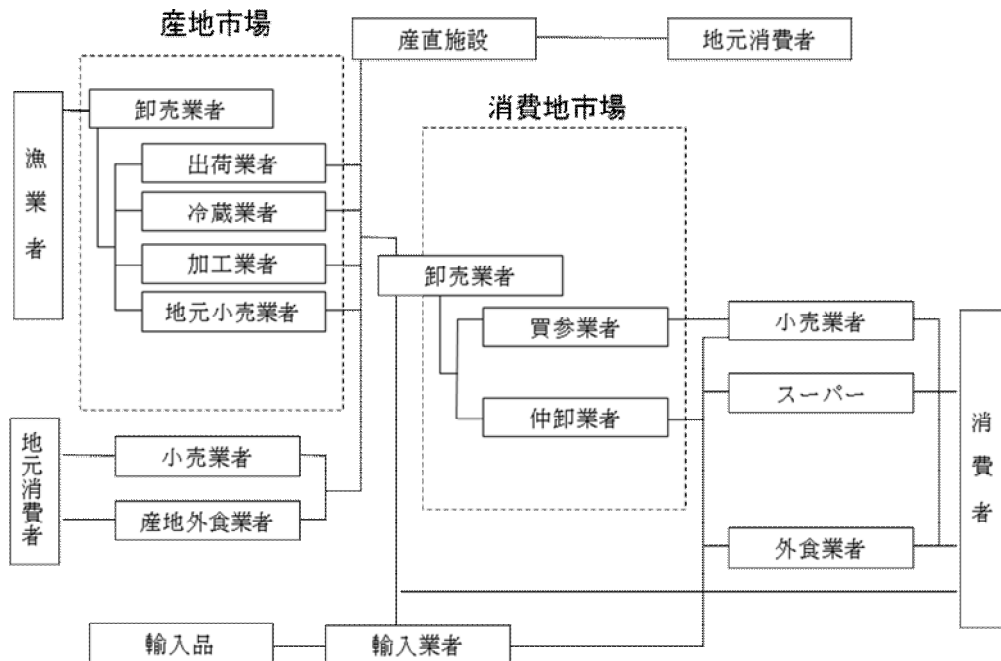 産地市場
産直施設
地元消費者
卸売業者
消費地市場
漁業者
出荷業者
冷蔵業者
加工業者
地元小売業者
卸売業者
買参業者
仲卸業者
小売業者
スーパー
外食業者
消費者
地元消費者
小売業者
産地外食業者
輸入品
輸入業者